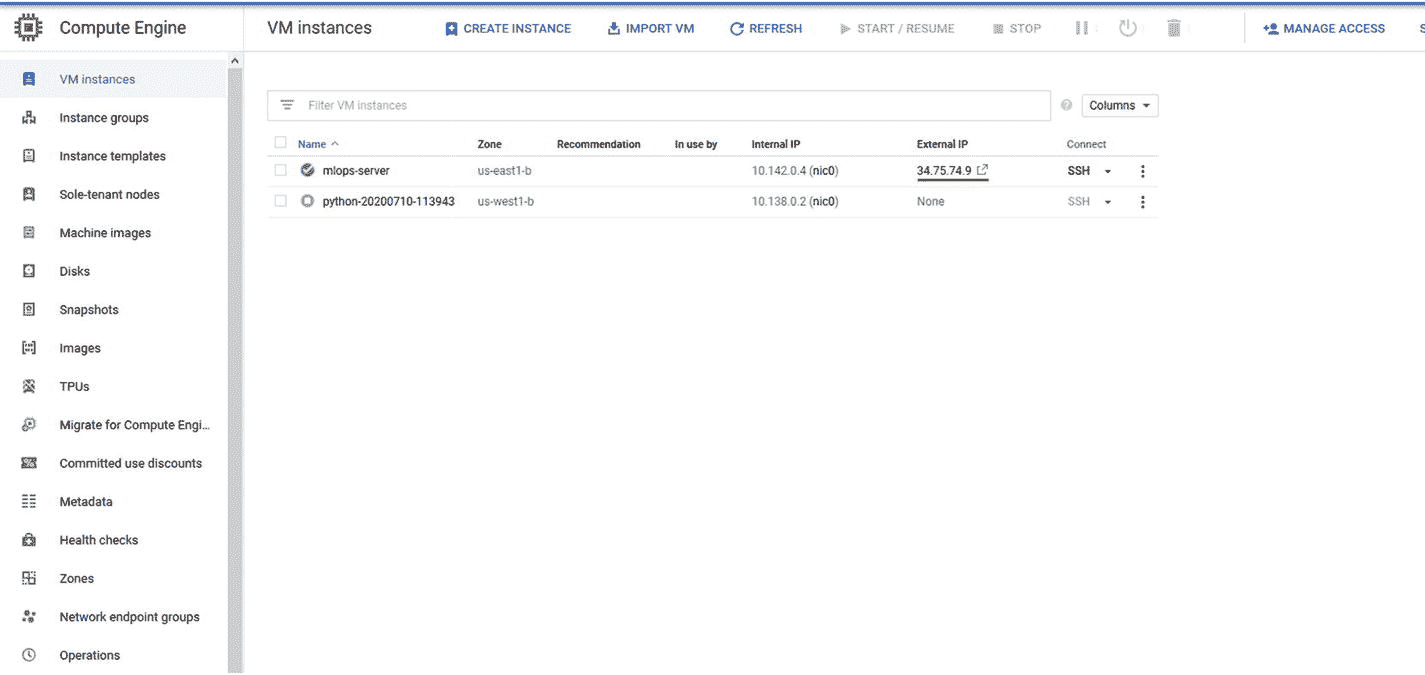 Compute Engine
VM instances
CREATE INSTANCE
IMPORT VM
REFRESH
START / RESUME
STOP
MANAGE ACCESS
VM instances
Instance groups
Instance templates
Sole-tenant nodes
Machine images
Disks
Snapshots
Images
TPUs
Migrate for Compute Engi...
Committed use discounts
Metadata
Health checks
Zones
Network endpoint groups
Operations
Filter VM instances
Columns
Name Zone Recommendation In use by Internal IP External IP Connect
mlops-server us-east1-b 10.142.0.4 (nic0) 34.75.74.9 SSH
python-20200710-113943 us-west1-b 10.138.0.2 (nic0) None SSH